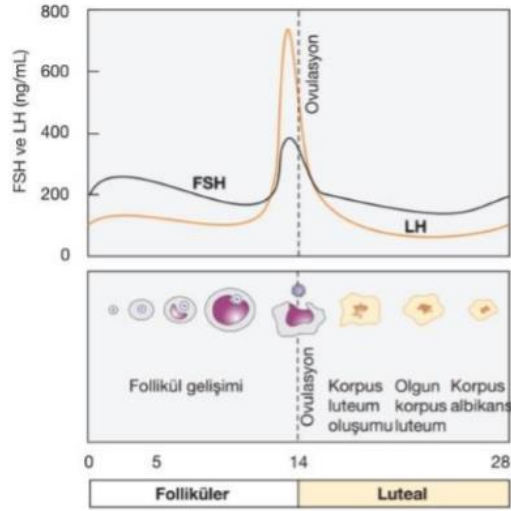 FSH ve LH (ng/mL)
800
600
400
200
0
Ovulasyon
FSH
LH
Follikül gelişimi
Ovulasyon
Korpus
luteum
oluşumu
Olgun
korpus
luteum
Korpus
albikans
0
5
14
28
Folliküler
Luteal